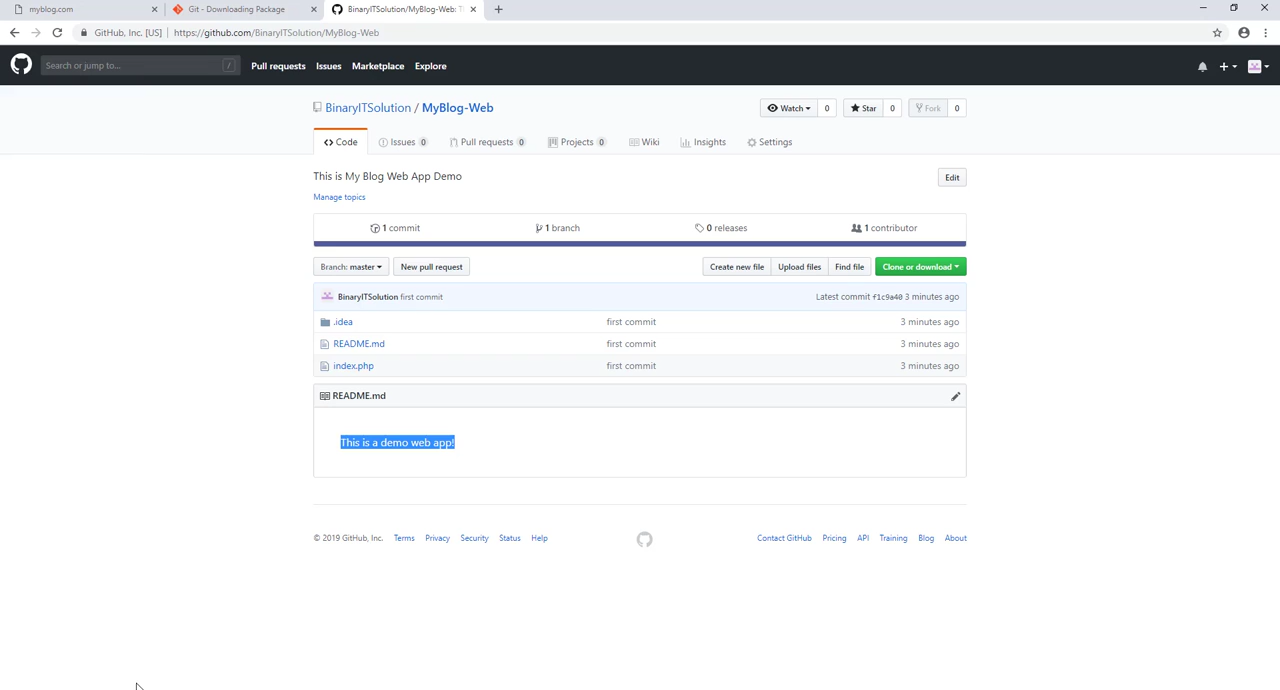 myblog.com
Git - Downloading Package
BinaryITSolution/MyBlog-Web: T
GitHub, Inc. [US]
https://github.com/BinaryITSolution/MyBlog-Web
Search or jump to...
/
Pull requests
Issues
Marketplace
Explore
BinaryITSolution / MyBlog-Web
Watch 0
Star 0
Fork 0
Code
Issues 0
Pull requests 0
Projects 0
Wiki
Insights
Settings
This is My Blog Web App Demo
Edit
Manage topics
1 commit
1 branch
0 releases
1 contributor
Branch: master
New pull request
Create new file
Upload files
Find file
Clone or download
BinaryITSolution first commit
Latest commit f1c9a40 3 minutes ago
.idea first commit 3 minutes ago
README.md first commit 3 minutes ago
index.php first commit 3 minutes ago
README.md
This is a demo web app!
© 2019 GitHub, Inc.
Terms
Privacy
Security
Status
Help
Contact GitHub
Pricing
API
Training
Blog
About